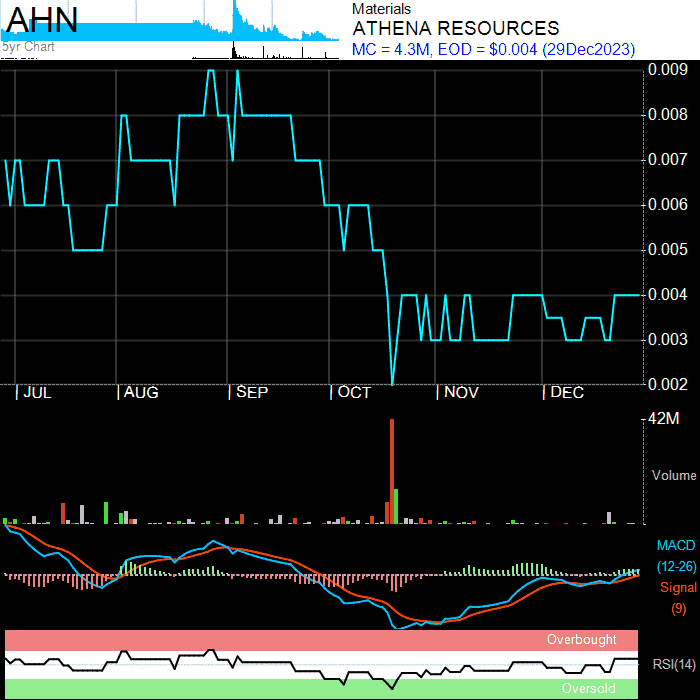 AHN
5yr Chart
Materials
ATHENA RESOURCES
MC = 4.3M, EOD = $0.004 (29Dec2023)
0.009
0.008
0.007
0.006
0.005
0.004
0.003
0.002
JUL AUG SEP OCT NOV DEC
42M
Volume
MACD
(12-26)
Signal
(9)
Overbought
RSI(14)
Oversold